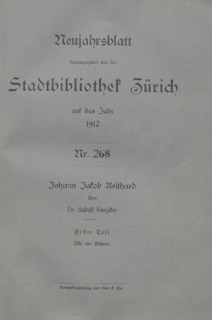 Neujahrsblatt
herausgegeben von der
Stadtbibliothek Zürich
auf das Jahr
1912
Nr. 268
Johann Jakob Reithard
Von
Dr. Rudolf Hunziker
Erster Teil
Mit vier Bildern